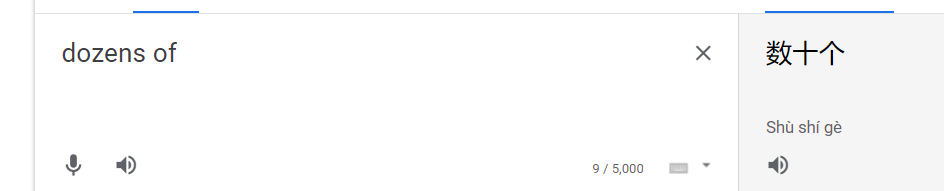 dozens of
数十个
Shù shí gè
9 / 5,000